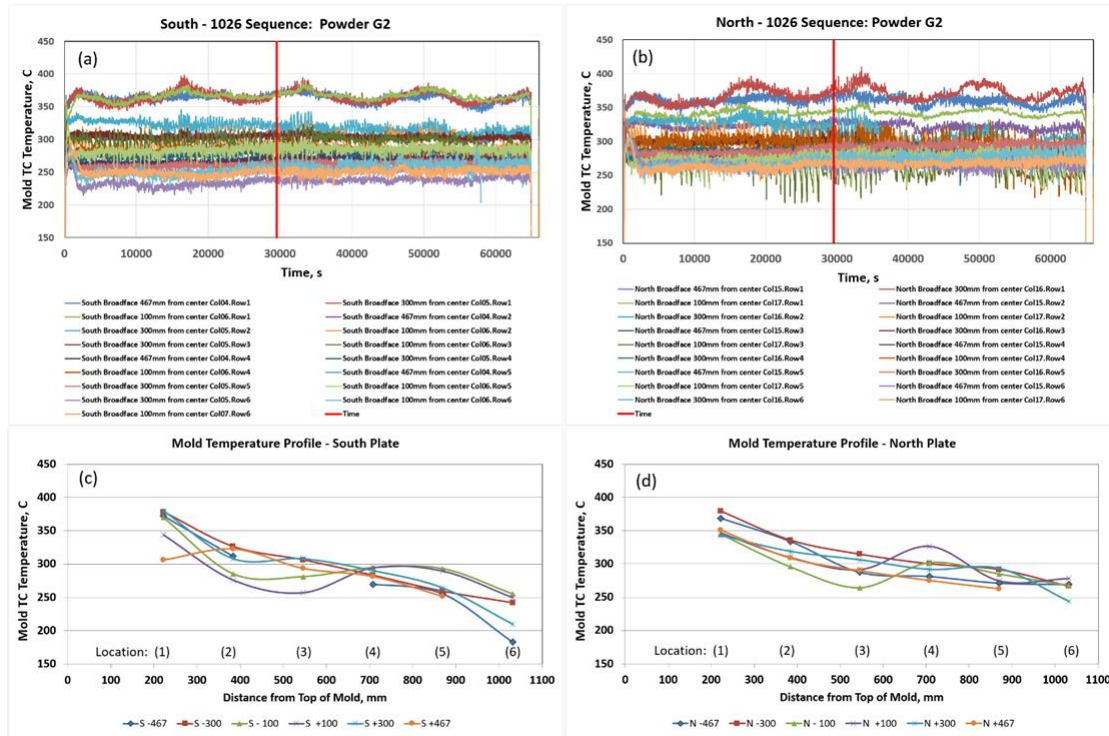 South - 1026 Sequence: Powder G2
(a)
Mold TC Temperature, C
450
400
350
300
250
200
150
0 10000 20000 30000 40000 50000 60000
Time, s
South Broadface 467mm from center Col04.Row1
South Broadface 300mm from center Col05.Row1
South Broadface 100mm from center Col06.Row1
South Broadface 467mm from center Col04.Row2
South Broadface 300mm from center Col05.Row2
South Broadface 100mm from center Col06.Row2
South Broadface 300mm from center Col05.Row3
South Broadface 100mm from center Col06.Row3
South Broadface 467mm from center Col04.Row4
South Broadface 300mm from center Col05.Row4
South Broadface 100mm from center Col06.Row4
South Broadface 467mm from center Col04.Row5
South Broadface 300mm from center Col05.Row5
South Broadface 100mm from center Col06.Row5
South Broadface 300mm from center Col05.Row6
South Broadface 100mm from center Col06.Row6
South Broadface 100mm from center Col07.Row6
Time
North - 1026 Sequence: Powder G2
(b)
Mold TC Temperature, C
450
400
350
300
250
200
150
0 10000 20000 30000 40000 50000 60000
Time, s
North Broadface 467mm from center Col15.Row1
North Broadface 300mm from center Col16.Row1
North Broadface 100mm from center Col17.Row1
North Broadface 467mm from center Col15.Row2
North Broadface 300mm from center Col16.Row2
North Broadface 100mm from center Col17.Row2
North Broadface 467mm from center Col15.Row3
North Broadface 300mm from center Col16.Row3
North Broadface 100mm from center Col17.Row3
North Broadface 467mm from center Col15.Row4
North Broadface 300mm from center Col16.Row4
North Broadface 100mm from center Col17.Row4
North Broadface 467mm from center Col15.Row5
North Broadface 300mm from center Col16.Row5
North Broadface 100mm from center Col17.Row5
North Broadface 467mm from center Col15.Row6
North Broadface 300mm from center Col16.Row6
North Broadface 100mm from center Col17.Row6
Time
Mold Temperature Profile - South Plate
(c)
Mold TC Temperature, C
450
400
350
300
250
200
150
Location: (1) (2) (3) (4) (5) (6)
0 100 200 300 400 500 600 700 800 900 1000 1100
Distance from Top of Mold, mm
S -467 S -300 S - 100 S +100 S +300 S +467
Mold Temperature Profile - North Plate
(d)
Mold TC Temperature, C
450
400
350
300
250
200
150
Location: (1) (2) (3) (4) (5) (6)
0 100 200 300 400 500 600 700 800 900 1000 1100
Distance from Top of Mold, mm
N -467 N -300 N - 100 N +100 N +300 N +467